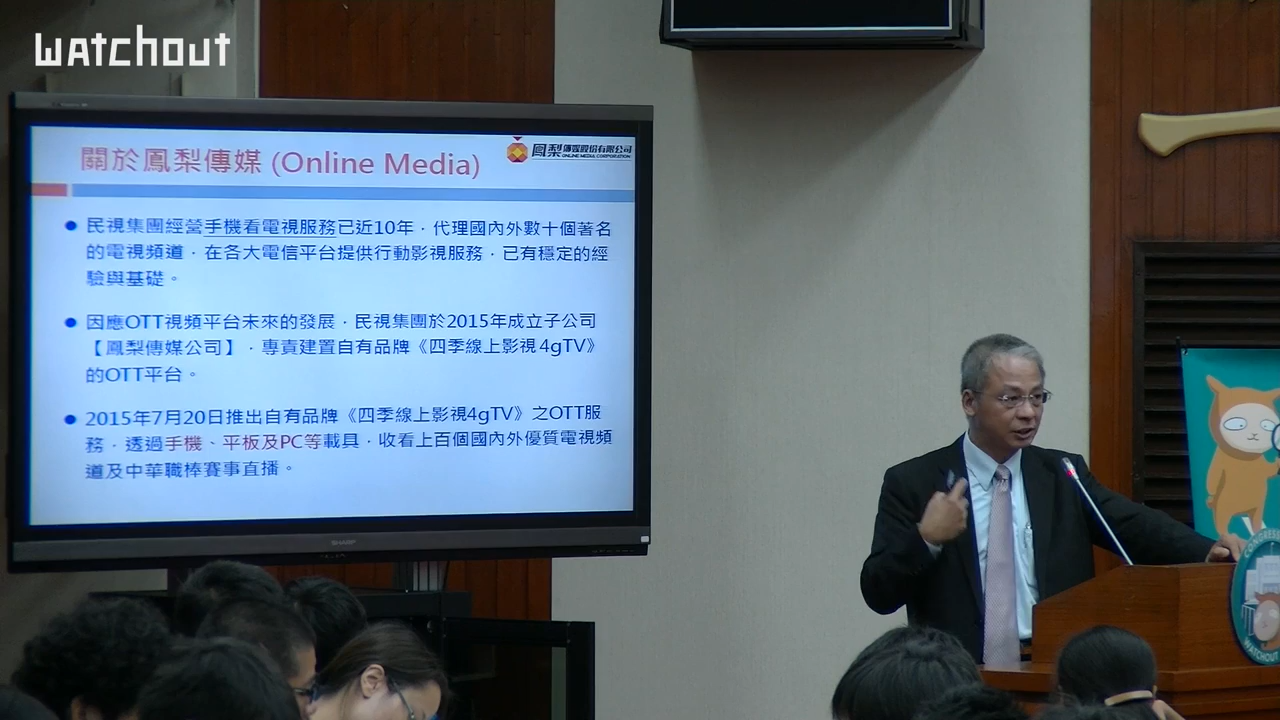 WATCHOUT
關於鳳梨傳媒 (Online Media)
鳳梨傳媒股份有限公司
ONLINE MEDIA CORPORATION
● 民視集團經營手機看電視服務已近10年，代理國內外數十個著名
的電視頻道，在各大電信平台提供行動影視服務，已有穩定的經
驗與基礎。
● 因應OTT視頻平台未來的發展，民視集團於2015年成立子公司
【鳳梨傳媒公司】，專責建置自有品牌《四季線上影視 4gTV》
的OTT平台。
● 2015年7月20日推出自有品牌《四季線上影視4gTV》之OTT服
務，透過手機、平板及PC等載具，收看上百個國內外優質電視頻
道及中華職棒賽事直播。
SHARP
WATCHOUT